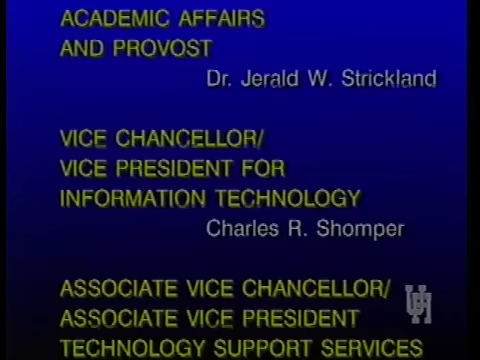 ACADEMIC AFFAIRS
AND PROVOST
Dr. Jerald W. Strickland
VICE CHANCELLOR/
VICE PRESIDENT FOR
INFORMATION TECHNOLOGY
Charles R. Shomper
ASSOCIATE VICE CHANCELLOR/
ASSOCIATE VICE PRESIDENT
TECHNOLOGY SUPPORT SERVICES
UH